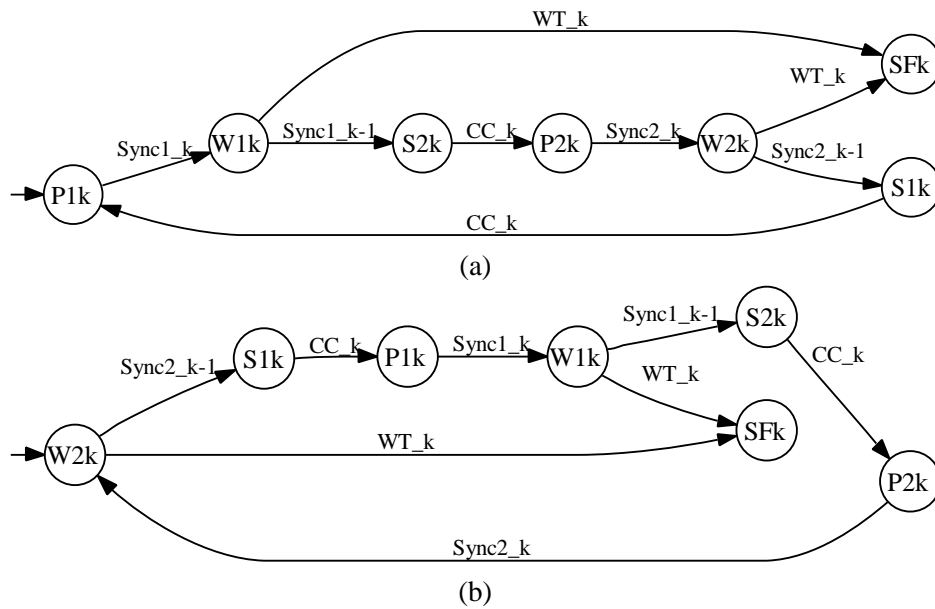 WT_k
SFk
WT_k
W1k
Sync1_k-1
S2k
CC_k
P2k
Sync2_k
W2k
Sync1_k
Sync2_k-1
P1k
S1k
CC_k
(a)
S2k
Sync1_k-1
S1k
CC_k
P1k
Sync1_k
W1k
CC_k
Sync2_k-1
WT_k
SFk
WT_k
W2k
P2k
Sync2_k
(b)